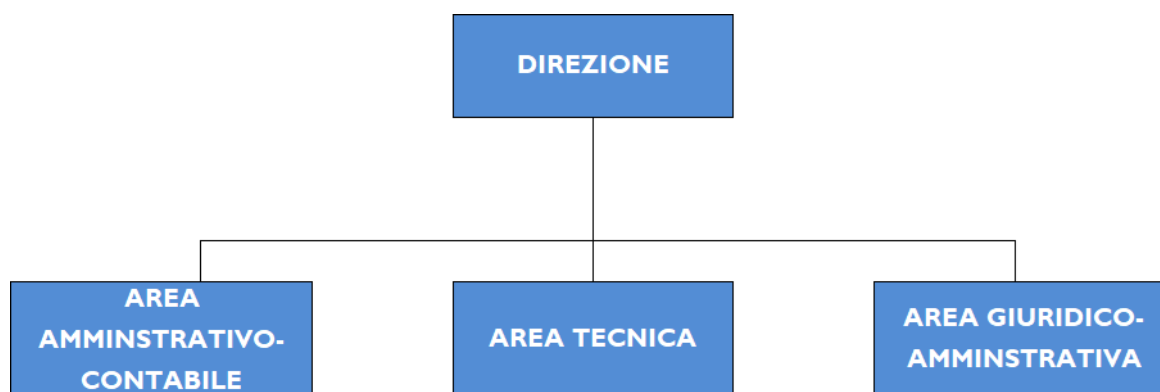 DIREZIONE
AREA
AMMINSTRATIVO-
CONTABILE
AREA TECNICA
AREA GIURIDICO-
AMMINSTRATIVA